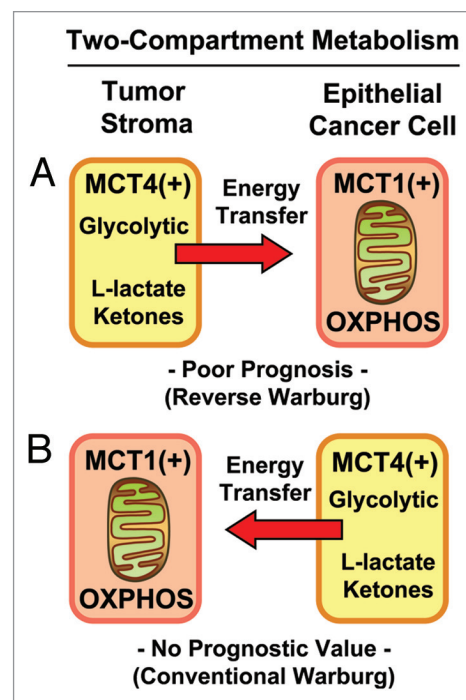 Two-Compartment Metabolism
Tumor
Stroma
Epithelial
Cancer Cell
A
MCT4(+)
Glycolytic
L-lactate
Ketones
Energy
Transfer
MCT1(+)
OXPHOS
- Poor Prognosis -
(Reverse Warburg)
B
MCT1(+)
OXPHOS
Energy
Transfer
MCT4(+)
Glycolytic
L-lactate
Ketones
- No Prognostic Value -
(Conventional Warburg)